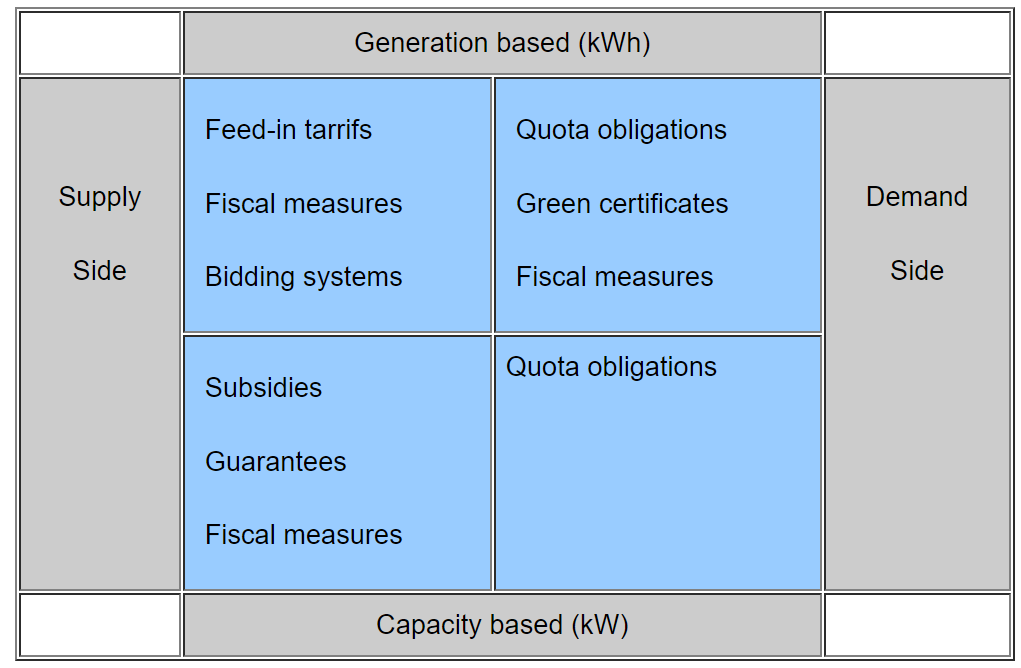 Generation based (kWh)
Supply
Side
Feed-in tarrifs
Fiscal measures
Bidding systems
Quota obligations
Green certificates
Fiscal measures
Demand
Side
Subsidies
Guarantees
Fiscal measures
Quota obligations
Capacity based (kW)